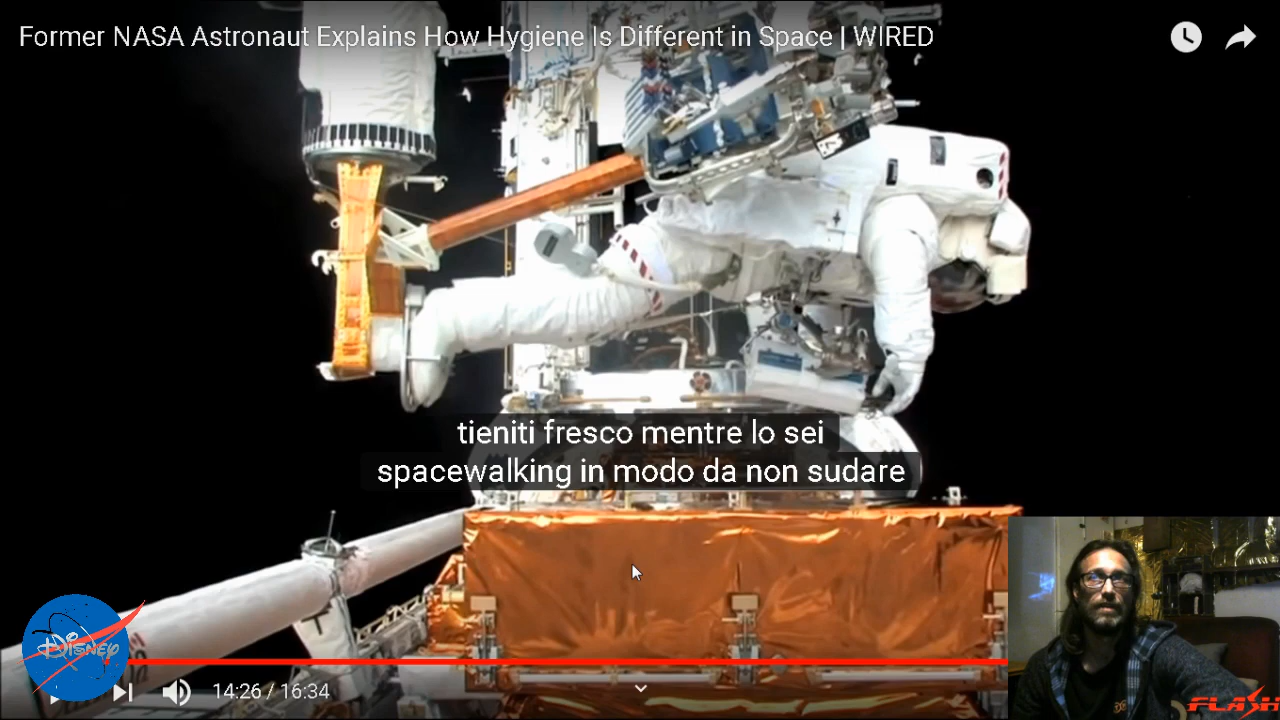 Former NASA Astronaut Explains How Hygiene Is Different in Space | WIRED
tieniti fresco mentre lo sei
spacewalking in modo da non sudare
Disney
14:26 / 16:34
FLASH